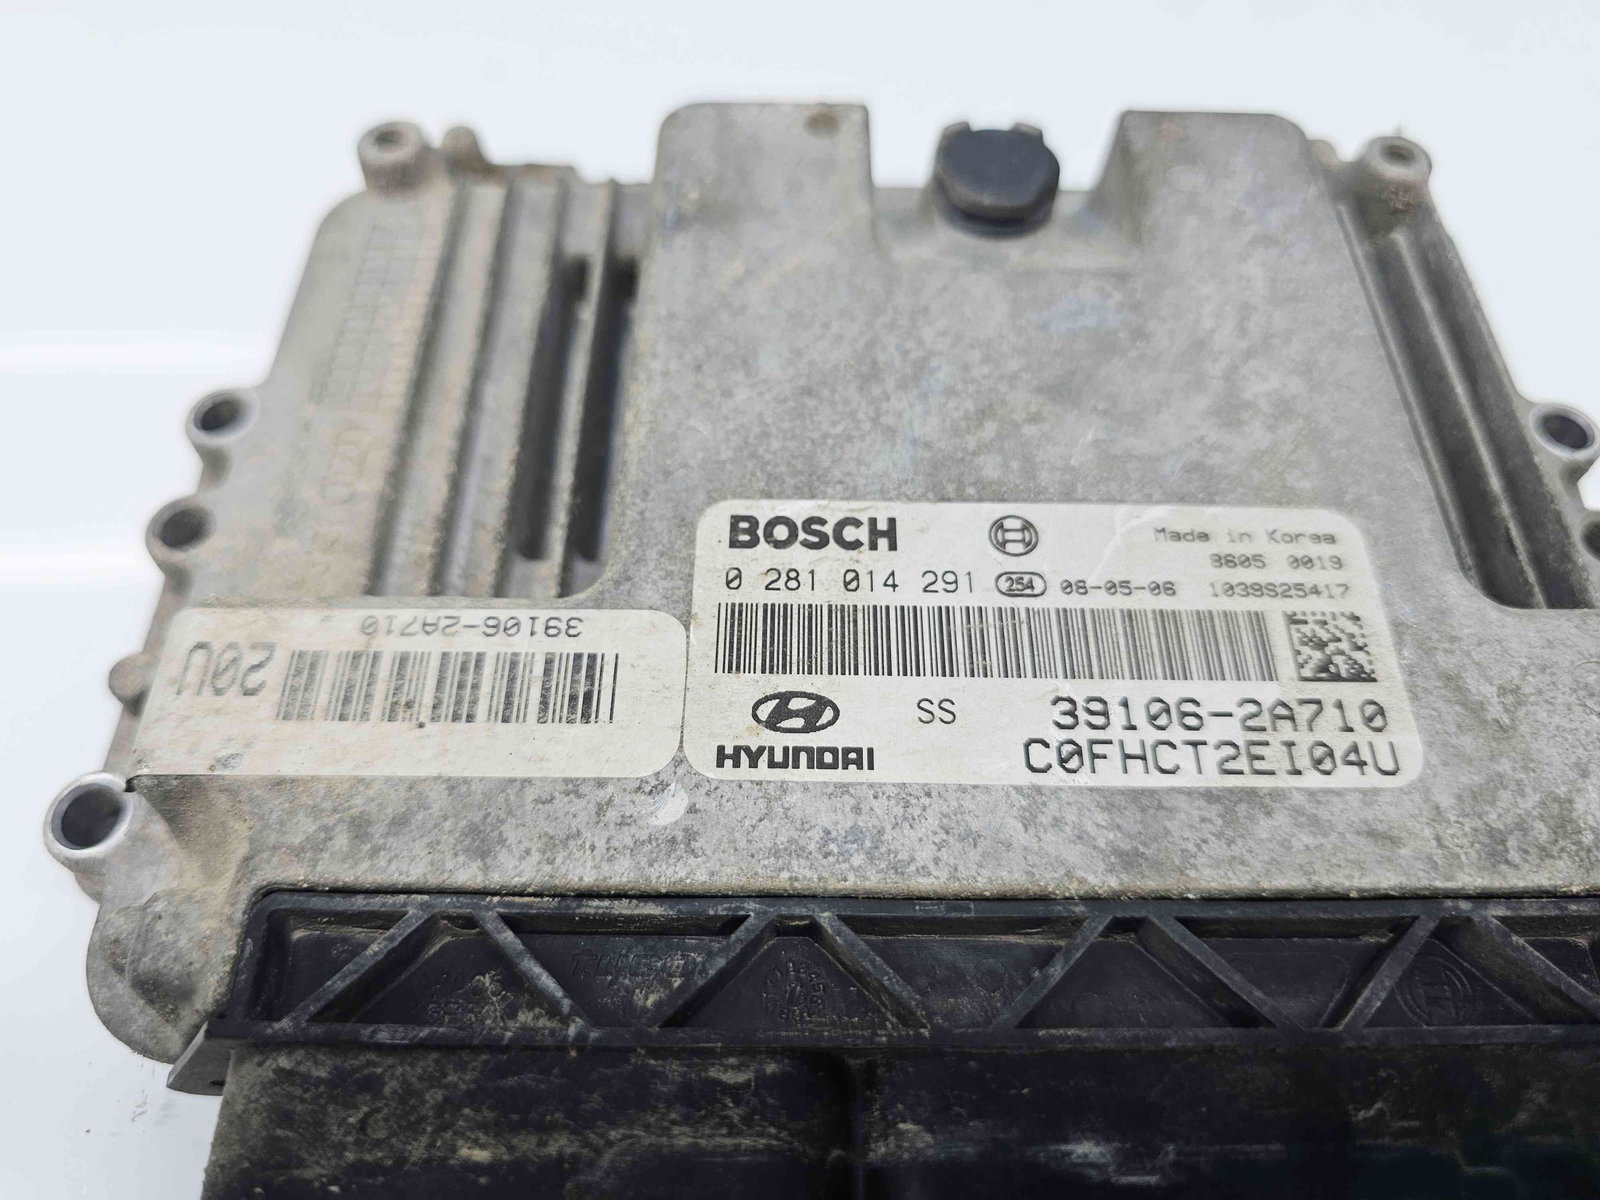 BOSCH
Made in Korea
9605 0019
0 281 014 291 254 08-05-06 1039S25417
HYUNDAI
SS
39106-2A710
C0FHCT2EI04U
39106-2A710
20U